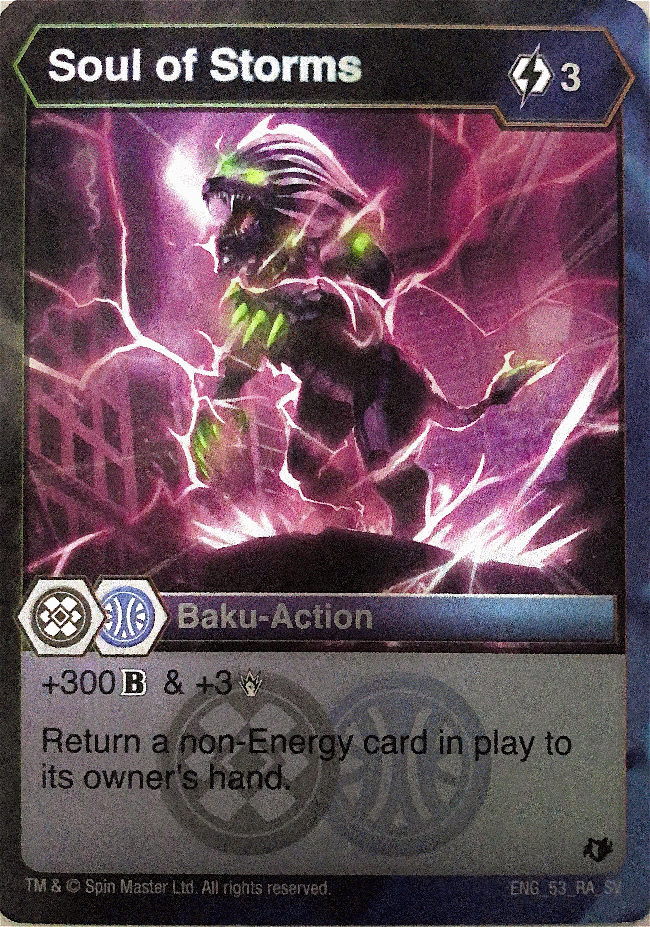 Soul of Storms
3
Baku-Action
+300 B & +3
Return a non-Energy card in play to
its owner's hand.
TM & © Spin Master Ltd. All rights reserved.
ENG_53_RA_SV